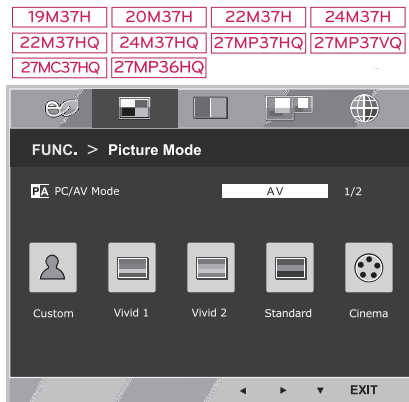 19M37H 20M37H 22M37H 24M37H
22M37HQ 24M37HQ 27MP37HQ 27MP37VQ
27MC37HQ 27MP36HQ ...
FUNC. > Picture Mode
PA PC/AV Mode AV 1/2
Custom Vivid 1 Vivid 2 Standard Cinema
◄ ► ▼ EXIT